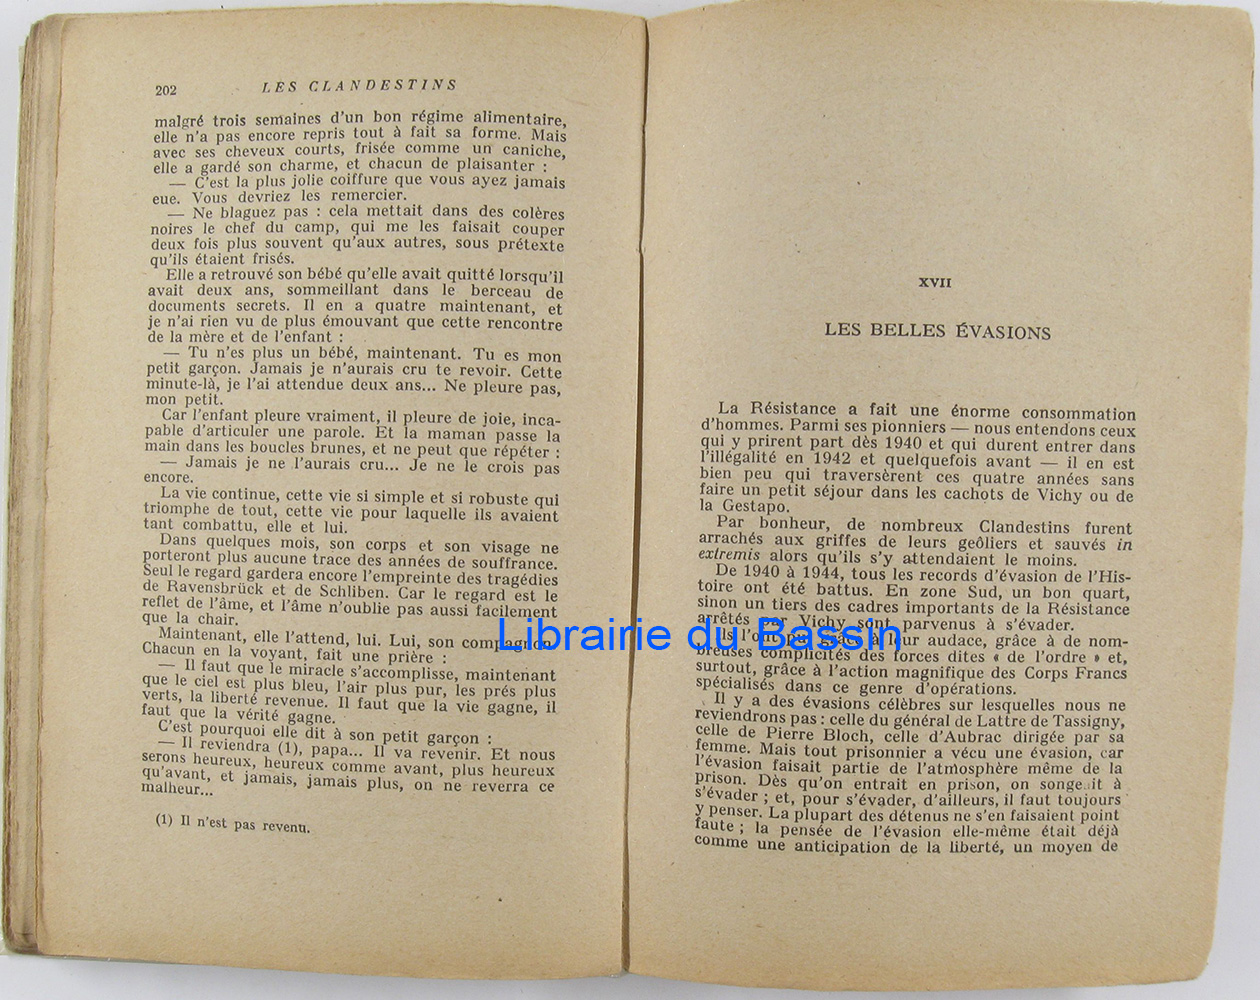 202 LES CLANDESTINS
malgré trois semaines d'un bon régime alimentaire,
elle n'a pas encore repris tout à fait sa forme. Mais
avec ses cheveux courts, frisée comme un caniche,
elle a gardé son charme, et chacun de plaisanter :
— C'est la plus jolie coiffure que vous ayez jamais
eue. Vous devriez les remercier.
— Ne blaguez pas : cela mettait dans des colères
noires le chef du camp, qui me les faisait couper
deux fois plus souvent qu'aux autres, sous prétexte
qu'ils étaient frisés.
Elle a retrouvé son bébé qu'elle avait quitté lorsqu'il
avait deux ans, sommeillant dans le berceau de
documents secrets. Il en a quatre maintenant, et
je n'ai rien vu de plus émouvant que cette rencontre
de la mère et de l'enfant :
— Tu n'es plus un bébé, maintenant. Tu es mon
petit garçon. Jamais je n'aurais cru te revoir. Cette
minute-là, je l'ai attendue deux ans... Ne pleure pas,
mon petit.
Car l'enfant pleure vraiment, il pleure de joie, inca-
pable d'articuler une parole. Et la maman passe la
main dans les boucles brunes, et ne peut que répéter :
— Jamais je ne l'aurais cru... Je ne le crois pas
encore.
La vie continue, cette vie si simple et si robuste qui
triomphe de tout, cette vie pour laquelle ils avaient
tant combattu, elle et lui.
Dans quelques mois, son corps et son visage ne
porteront plus aucune trace des années de souffrance.
Seul le regard gardera encore l'empreinte des tragédies
de Ravensbrück et de Schliben. Car le regard est le
reflet de l'âme, et l'âme n'oublie pas aussi facilement
que la chair.
Maintenant, elle l'attend, lui. Lui, son compagnon.
Chacun en la voyant, fait une prière :
— Il faut que le miracle s'accomplisse, maintenant
que le ciel est plus bleu, l'air plus pur, les prés plus
verts, la liberté revenue. Il faut que la vie gagne, il
faut que la vérité gagne.
C'est pourquoi elle dit à son petit garçon :
— Il reviendra (1), papa... Il va revenir. Et nous
serons heureux, heureux comme avant, plus heureux
qu'avant, et jamais, jamais plus, on ne reverra ce
malheur...
(1) Il n'est pas revenu.
XVII
LES BELLES ÉVASIONS
La Résistance a fait une énorme consommation
d'hommes. Parmi ses pionniers — nous entendons ceux
qui y prirent part dès 1940 et qui durent entrer dans
l'illégalité en 1942 et quelquefois avant — il en est
bien peu qui traversèrent ces quatre années sans
faire un petit séjour dans les cachots de Vichy ou de
la Gestapo.
Par bonheur, de nombreux Clandestins furent
arrachés aux griffes de leurs geôliers et sauvés in
extremis alors qu'ils s'y attendaient le moins.
De 1940 à 1944, tous les records d'évasion de l'His-
toire ont été battus. En zone Sud, un bon quart,
sinon un tiers des cadres importants de la Résistance
arrêtés par Vichy sont parvenus à s'évader.
Ils l'ont pu grâce à leur audace, grâce à de nom-
breuses complicités des forces dites « de l'ordre » et,
surtout, grâce à l'action magnifique des Corps Francs
spécialisés dans ce genre d'opérations.
Il y a des évasions célèbres sur lesquelles nous ne
reviendrons pas : celle du général de Lattre de Tassigny,
celle de Pierre Bloch, celle d'Aubrac dirigée par sa
femme. Mais tout prisonnier a vécu une évasion, car
l'évasion faisait partie de l'atmosphère même de la
prison. Dès qu'on entrait en prison, on songeait à
s'évader ; et, pour s'évader, d'ailleurs, il faut toujours
y penser. La plupart des détenus ne s'en faisaient point
faute ; la pensée de l'évasion elle-même était déjà
comme une anticipation de la liberté, un moyen de
Librairie du Bassin